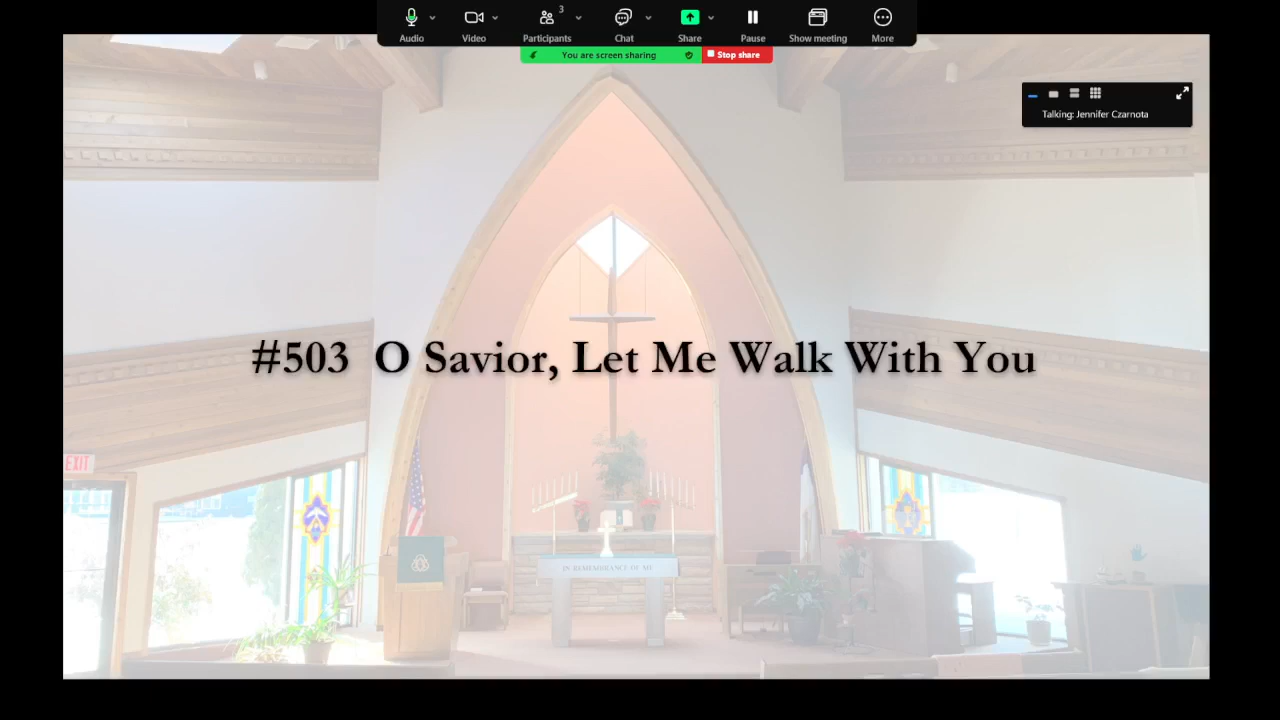 3
Audio
Video
Participants
Chat
Share
Pause
Show meeting
More
You are screen sharing
Stop share
Talking: Jennifer Czarnota
#503 O Savior, Let Me Walk With You
EXIT
IN REMEMBRANCE OF ME